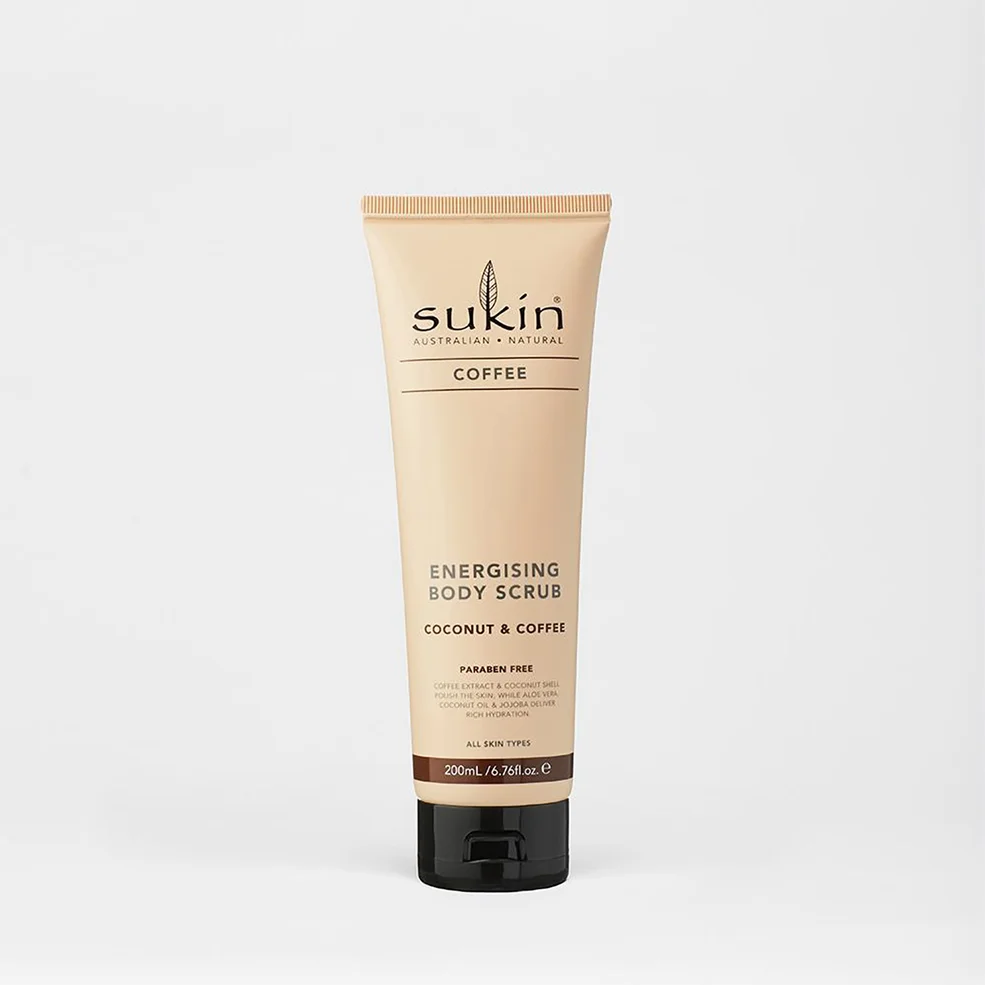 sukin®
AUSTRALIAN • NATURAL
COFFEE
ENERGISING
BODY SCRUB
COCONUT & COFFEE
PARABEN FREE
COFFEE EXTRACT & COCONUT SHELL
POLISH THE SKIN, WHILE ALOE VERA,
COCONUT OIL & JOJOBA DELIVER
RICH HYDRATION.
ALL SKIN TYPES
200mL /6.76fl.oz. ℮